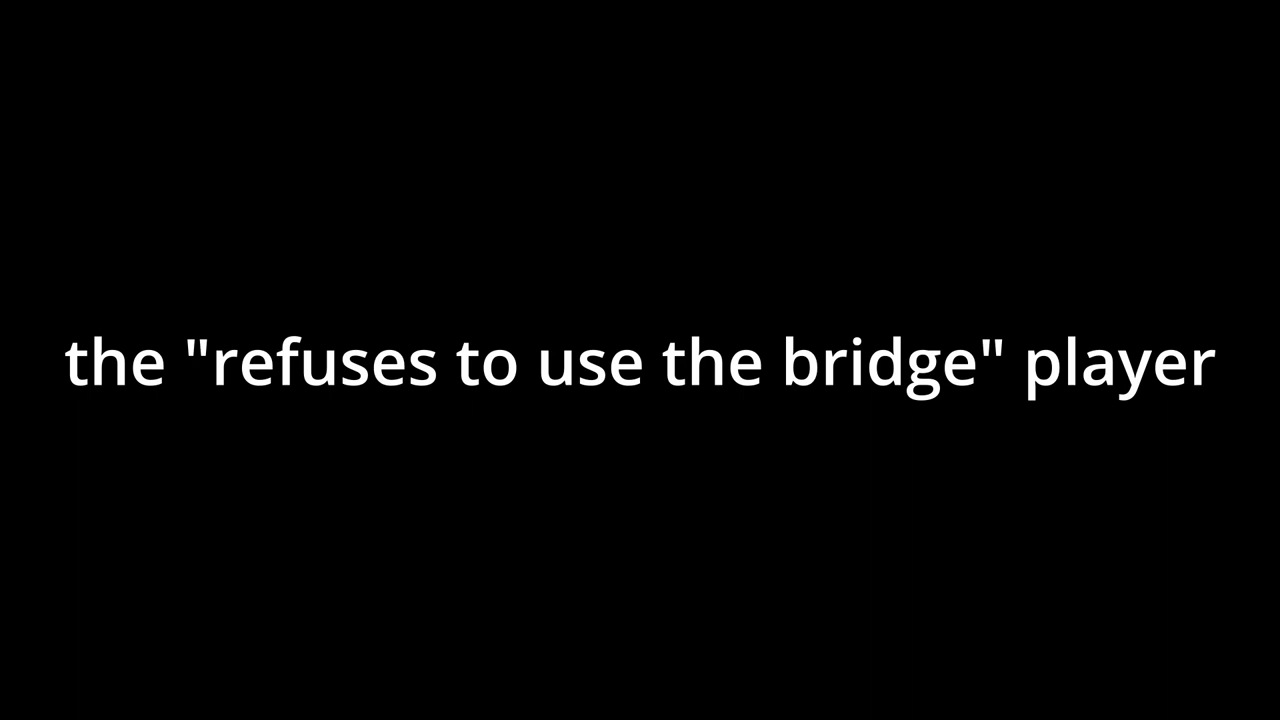 the "refuses to use the bridge" player